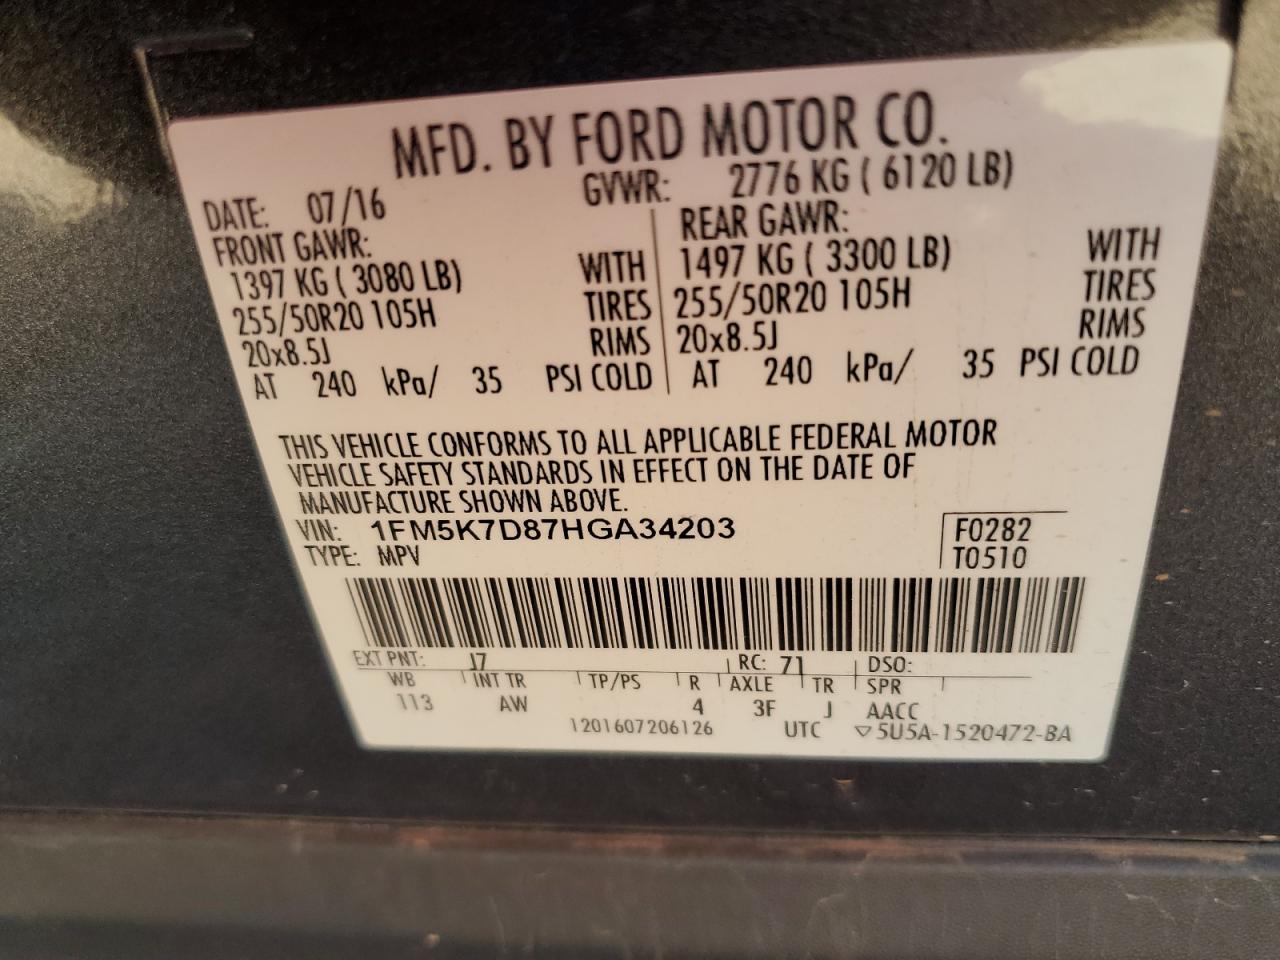 MFD. BY FORD MOTOR CO.
DATE: 07/16 GVWR: 2776 KG ( 6120 LB)
FRONT GAWR: REAR GAWR:
1397 KG ( 3080 LB) WITH 1497 KG ( 3300 LB) WITH
255/50R20 105H TIRES 255/50R20 105H TIRES
20x8.5J RIMS 20x8.5J RIMS
AT 240 kPa/ 35 PSI COLD AT 240 kPa/ 35 PSI COLD
THIS VEHICLE CONFORMS TO ALL APPLICABLE FEDERAL MOTOR
VEHICLE SAFETY STANDARDS IN EFFECT ON THE DATE OF
MANUFACTURE SHOWN ABOVE.
VIN: 1FM5K7D87HGA34203 F0282
TYPE: MPV T0510
EXT PNT: J7 RC: 71 DSO:
WB INT TR TP/PS R AXLE TR SPR
113 AW 4 3F J AACC
1201607206126 UTC ▽5U5A-1520472-BA